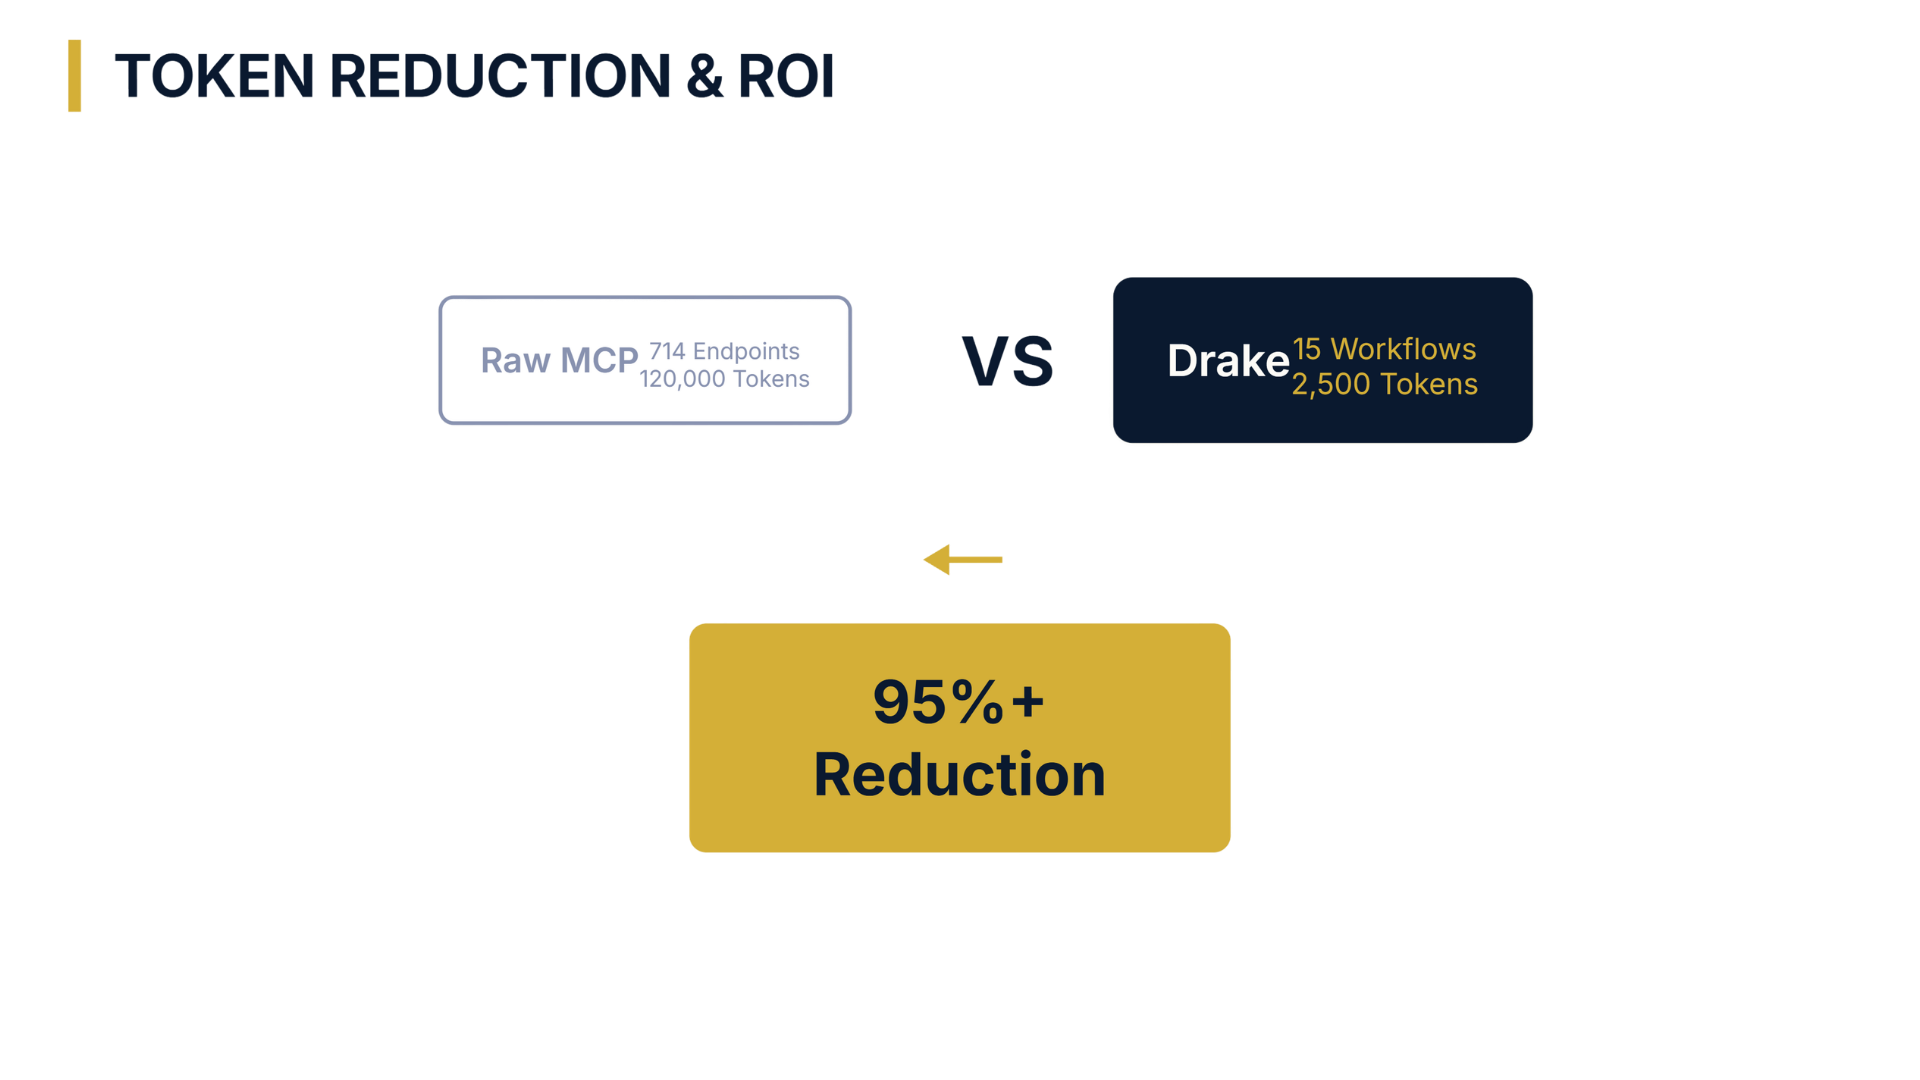 TOKEN REDUCTION & ROI
Raw MCP
714 Endpoints
120,000 Tokens
VS
Drake
15 Workflows
2,500 Tokens
95%+
Reduction